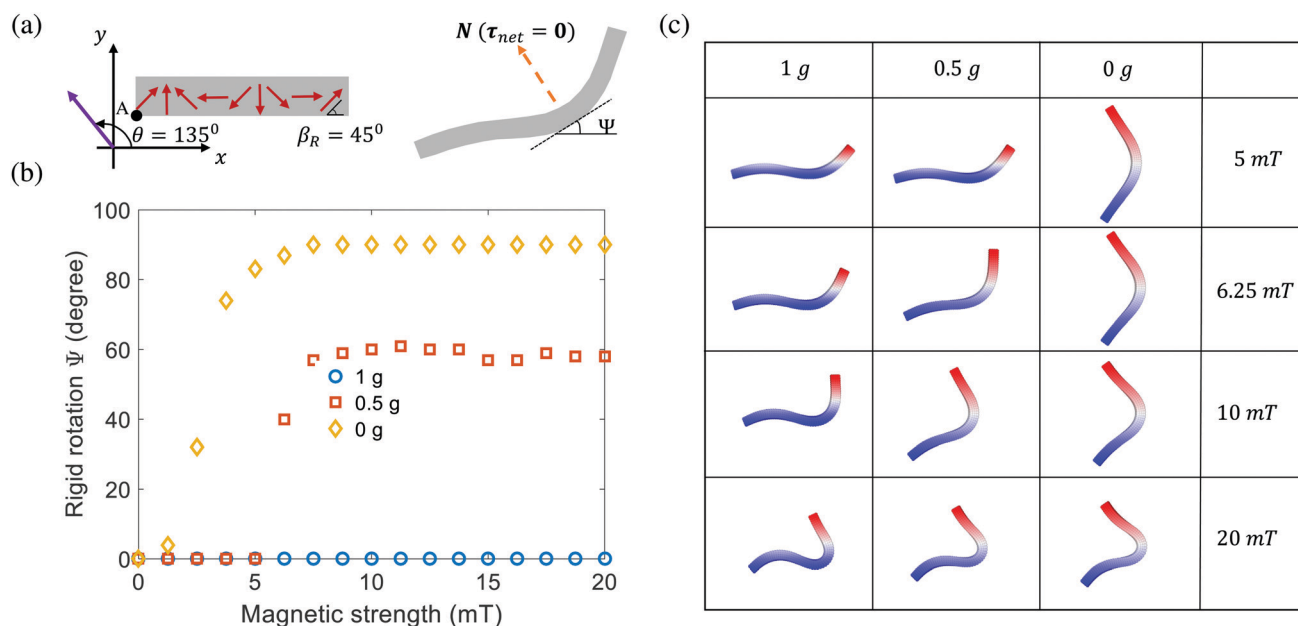 (a)
y
A
θ = 135⁰
x
β_R = 45⁰
N (τ_net = 0)
Ψ
(b)
Rigid rotation Ψ (degree)
100
80
60
40
20
0
1 g
0.5 g
0 g
0 5 10 15 20
Magnetic strength (mT)
(c)
1 g 0.5 g 0 g
5 mT
6.25 mT
10 mT
20 mT